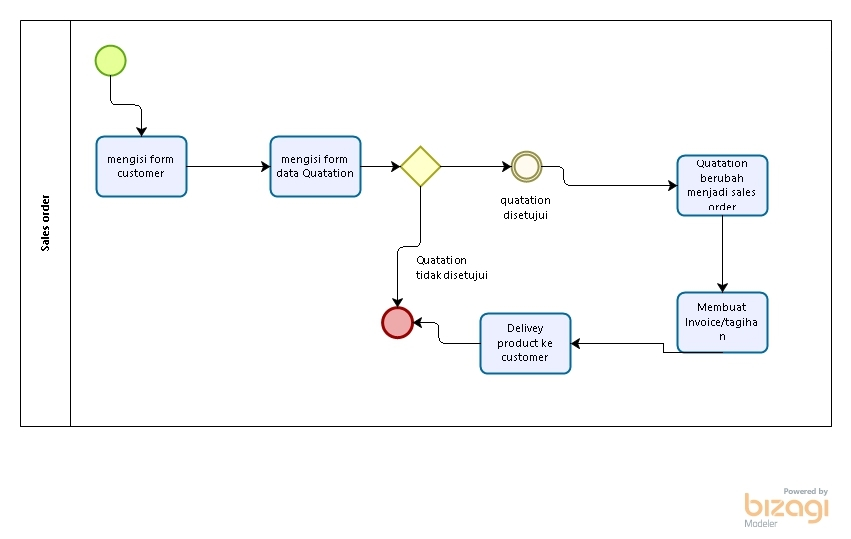 Sales order
mengisi form
customer
mengisi form
data Quatation
quatation
disetujui
Quatation
berubah
menjadi sales
order
Quatation
tidak disetujui
Membuat
Invoice/tagiha
n
Delivey
product ke
customer
Powered by
bizagi
Modeler